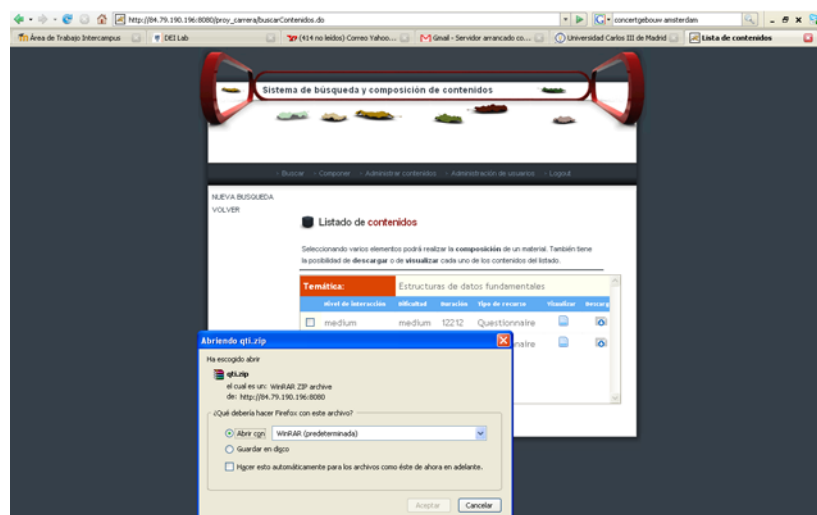 http://84.79.190.196:8080/proy_carrera/buscarContenidos.do
concertgebouw amsterdam
Área de Trabajo Intercampus
DEI Lab
(414 no leídos) Correo Yahoo...
Gmail - Servidor arrancado co...
Universidad Carlos III de Madrid
Lista de contenidos
Sistema de búsqueda y composición de contenidos
Buscar
Componer
Administrar contenidos
Administración de usuarios
Logout
NUEVA BUSQUEDA
VOLVER
Listado de contenidos
Seleccionando varios elementos podrá realizar la composición de un material. También tiene
la posibilidad de descargar o de visualizar cada uno de los contenidos del listado.
Temática: Estructuras de datos fundamentales
Nivel de interacción Dificultad Duración Tipo de recurso Visualizar Descarg
medium medium 12212 Questionnaire
nnaire
Abriendo qti.zip
Ha escogido abrir
qti.zip
el cual es un: WinRAR ZIP archive
de: http://84.79.190.196:8080
¿Qué debería hacer Firefox con este archivo?
Abrir con WinRAR (predeterminada)
Guardar en disco
Hacer esto automáticamente para los archivos como éste de ahora en adelante.
Aceptar
Cancelar